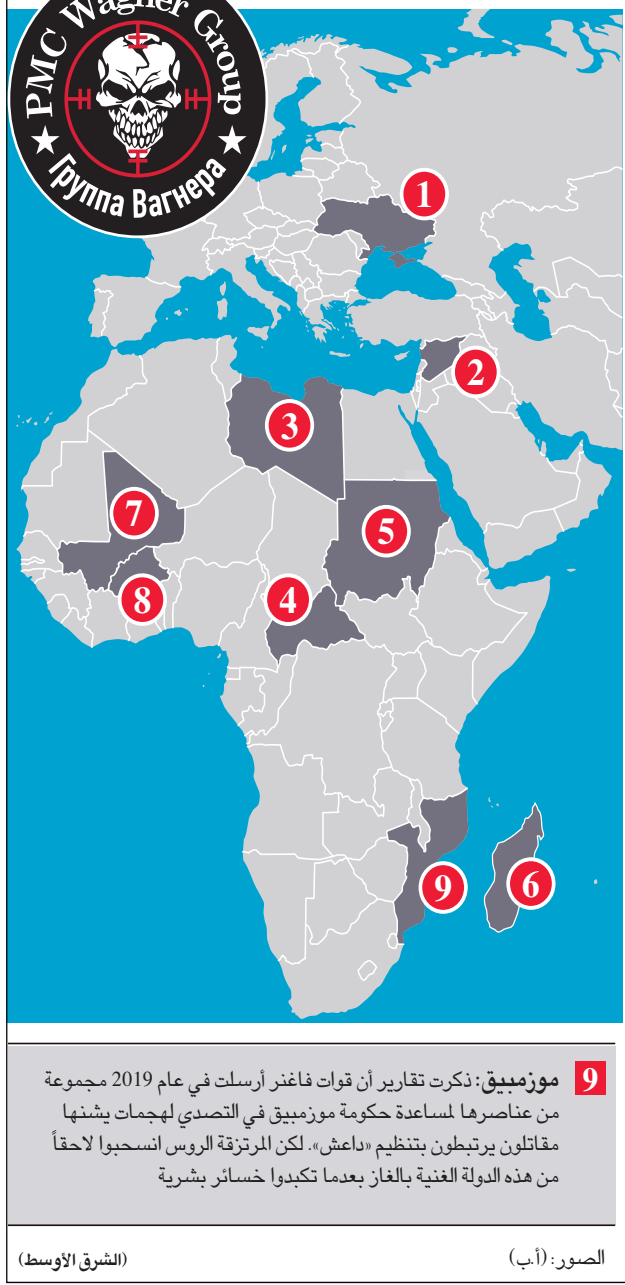 PMC Wagner Group
Группа Вагнера
1
2
3
7
5
8
4
9
6
9 موزمبيق: ذكرت تقارير أن قوات فاغنر أرسلت في عام 2019 مجموعة
من عناصرها لمساعدة حكومة موزمبيق في التصدي لهجمات يشنها
مقاتلون يرتبطون بتنظيم «داعش». لكن المرتزقة الروس انسحبوا لاحقاً
من هذه الدولة الغنية بالغاز بعدما تكبدوا خسائر بشرية
الصور: (أ.ب)
(الشرق الأوسط)